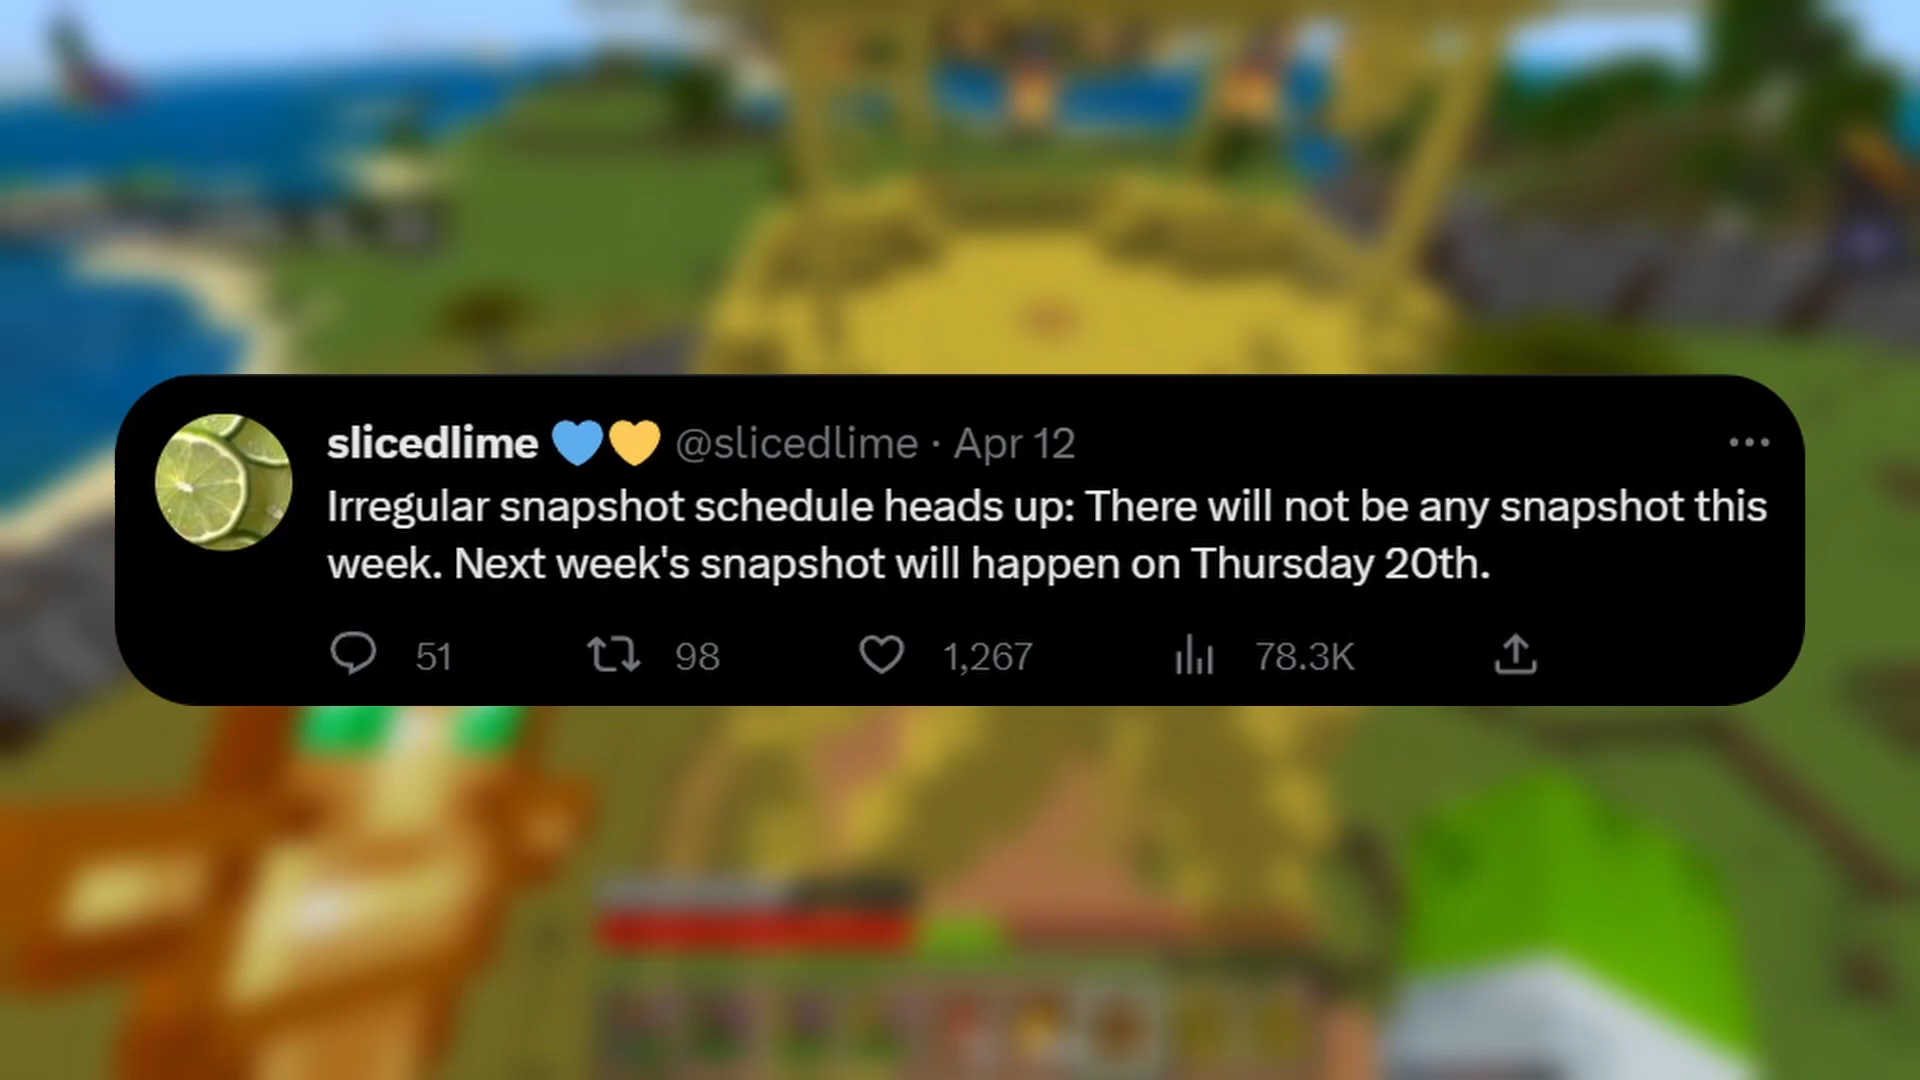 slicedlime 💙💛 @slicedlime · Apr 12
Irregular snapshot schedule heads up: There will not be any snapshot this
week. Next week's snapshot will happen on Thursday 20th.
51 98 1,267 78.3K